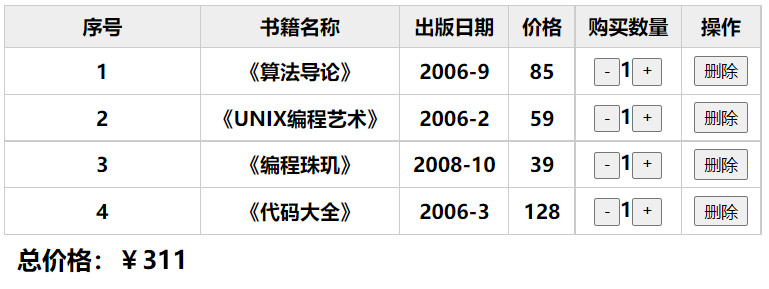 序号 书籍名称 出版日期 价格 购买数量 操作
1 《算法导论》 2006-9 85 - 1 + 删除
2 《UNIX编程艺术》 2006-2 59 - 1 + 删除
3 《编程珠玑》 2008-10 39 - 1 + 删除
4 《代码大全》 2006-3 128 - 1 + 删除
总价格：￥311